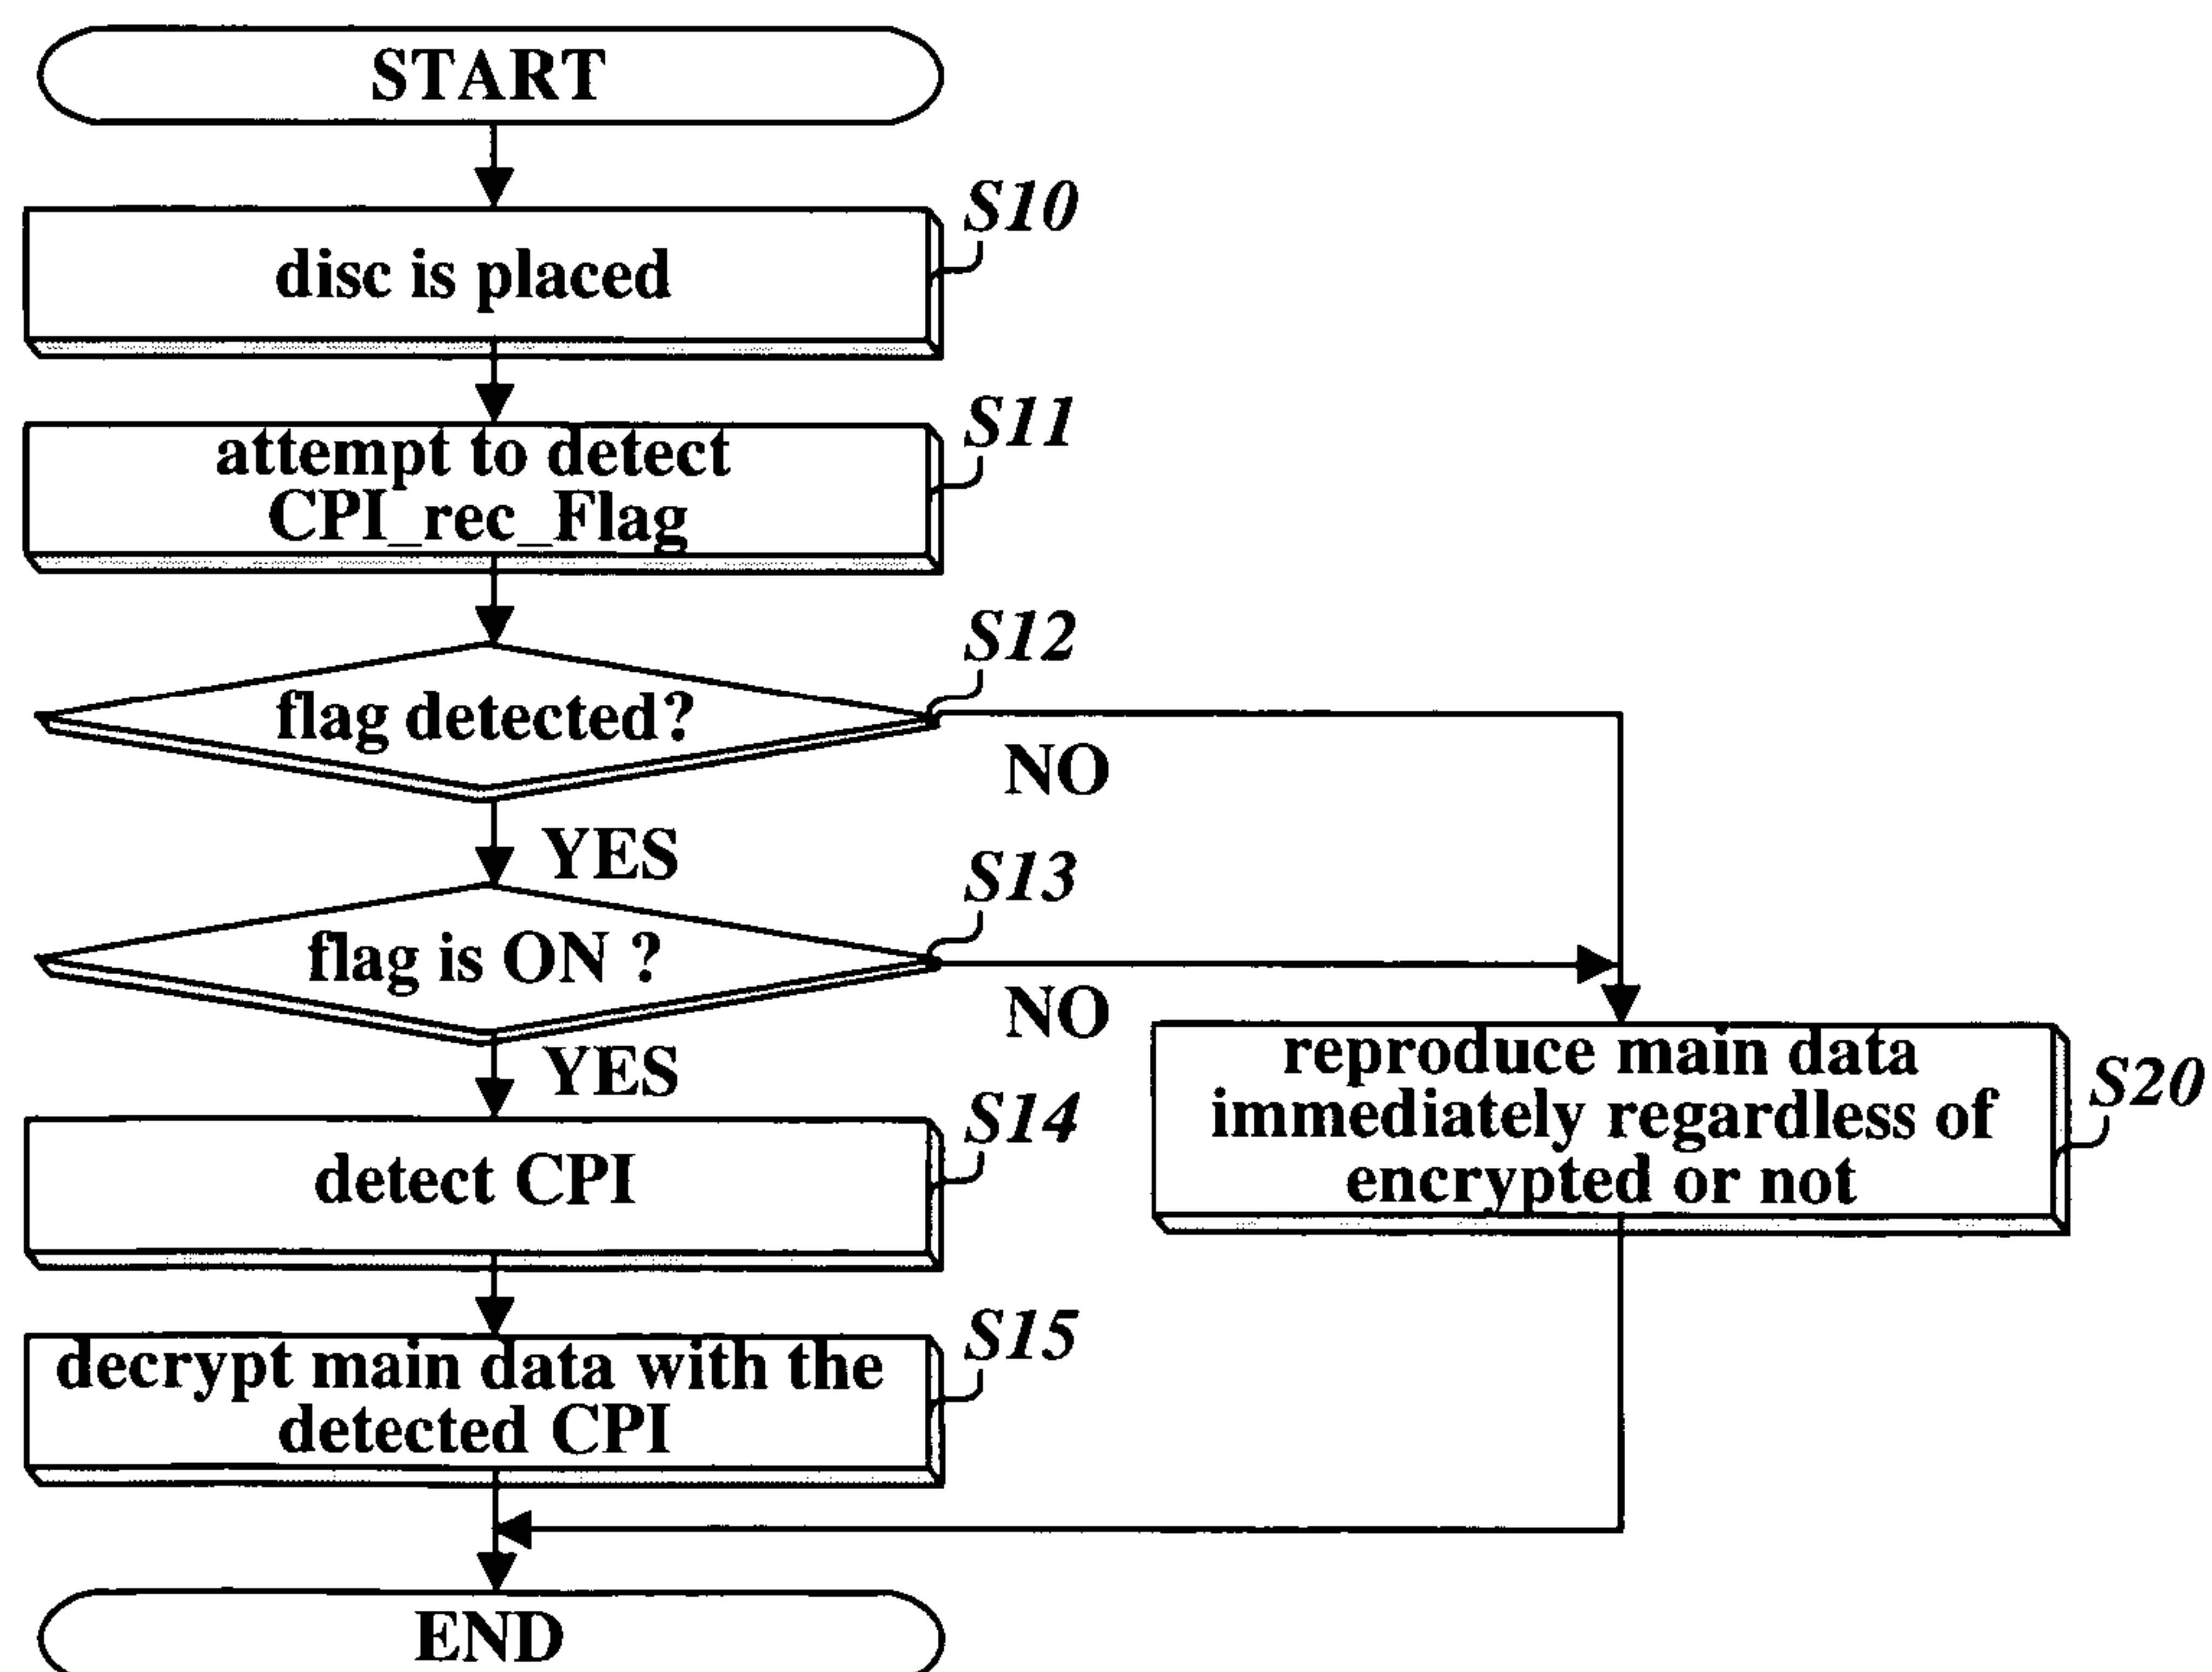 START
S10
disc is placed
S11
attempt to detect
CPI_rec_Flag
S12
flag detected?
NO
YES
S13
flag is ON ?
NO
YES
reproduce main data
immediately regardless of
encrypted or not
S20
S14
detect CPI
S15
decrypt main data with the
detected CPI
END